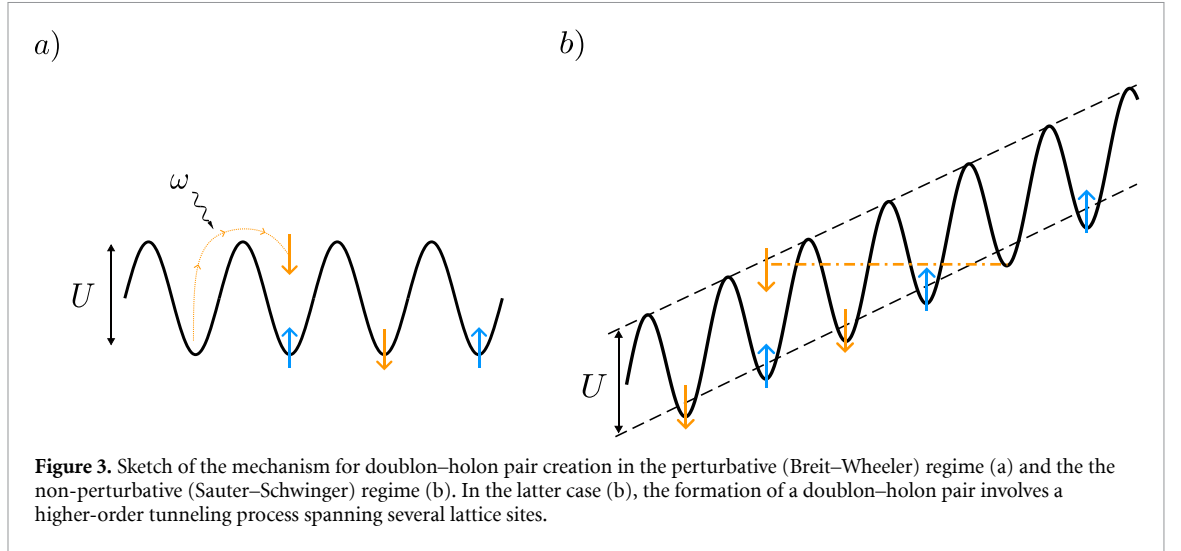 a)
b)
ω
U
U
Figure 3. Sketch of the mechanism for doublon–holon pair creation in the perturbative (Breit–Wheeler) regime (a) and the the
non-perturbative (Sauter–Schwinger) regime (b). In the latter case (b), the formation of a doublon–holon pair involves a
higher-order tunneling process spanning several lattice sites.